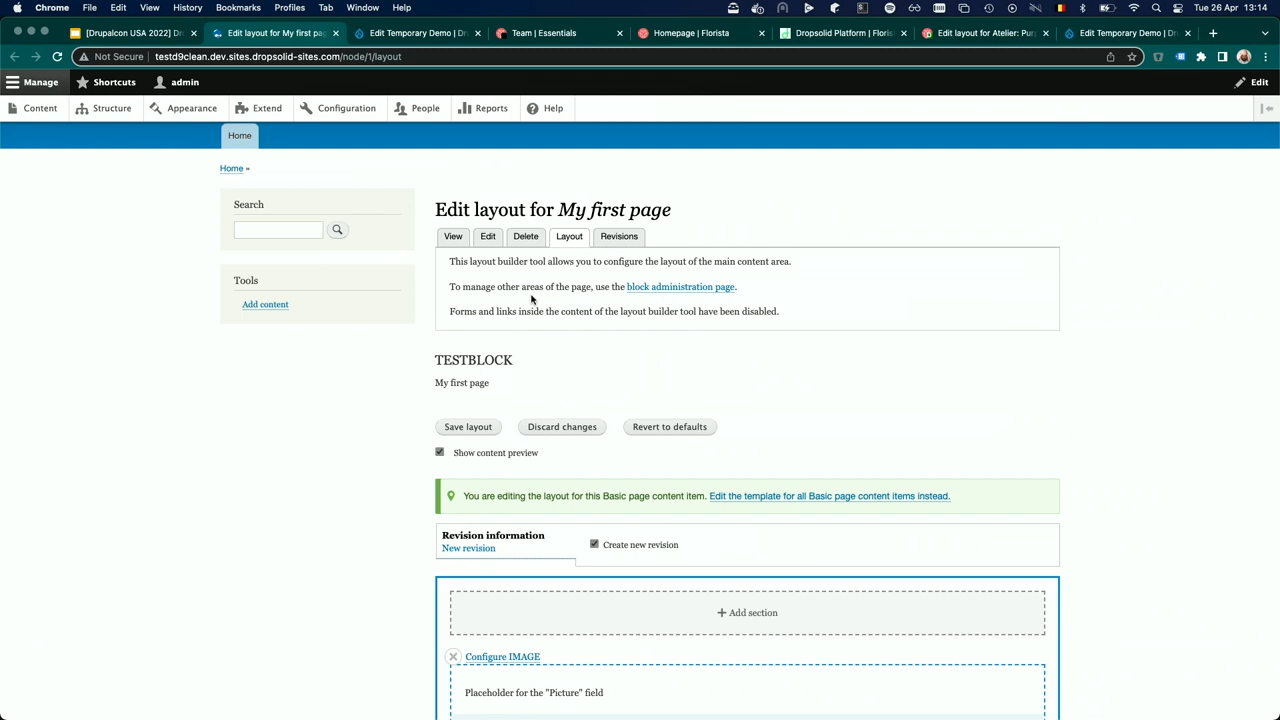 Chrome File Edit View History Bookmarks Profiles Tab Window Help Tue 26 Apr 13:14
[Drupalcon USA 2022] Dr Edit layout for My first pag Edit Temporary Demo | Dr Team | Essentials Homepage | Florista Dropsolid Platform | Floris Edit layout for Atelier: Pur Edit Temporary Demo | Dr
Not Secure testd9clean.dev.sites.dropsolid-sites.com/node/1/layout
Manage Shortcuts admin Edit
Content Structure Appearance Extend Configuration People Reports Help
Home
Home »
Search
Tools
Add content
Edit layout for My first page
View Edit Delete Layout Revisions
This layout builder tool allows you to configure the layout of the main content area.
To manage other areas of the page, use the block administration page.
Forms and links inside the content of the layout builder tool have been disabled.
TESTBLOCK
My first page
Save layout Discard changes Revert to defaults
Show content preview
You are editing the layout for this Basic page content item. Edit the template for all Basic page content items instead.
Revision information
New revision
Create new revision
+ Add section
Configure IMAGE
Placeholder for the "Picture" field